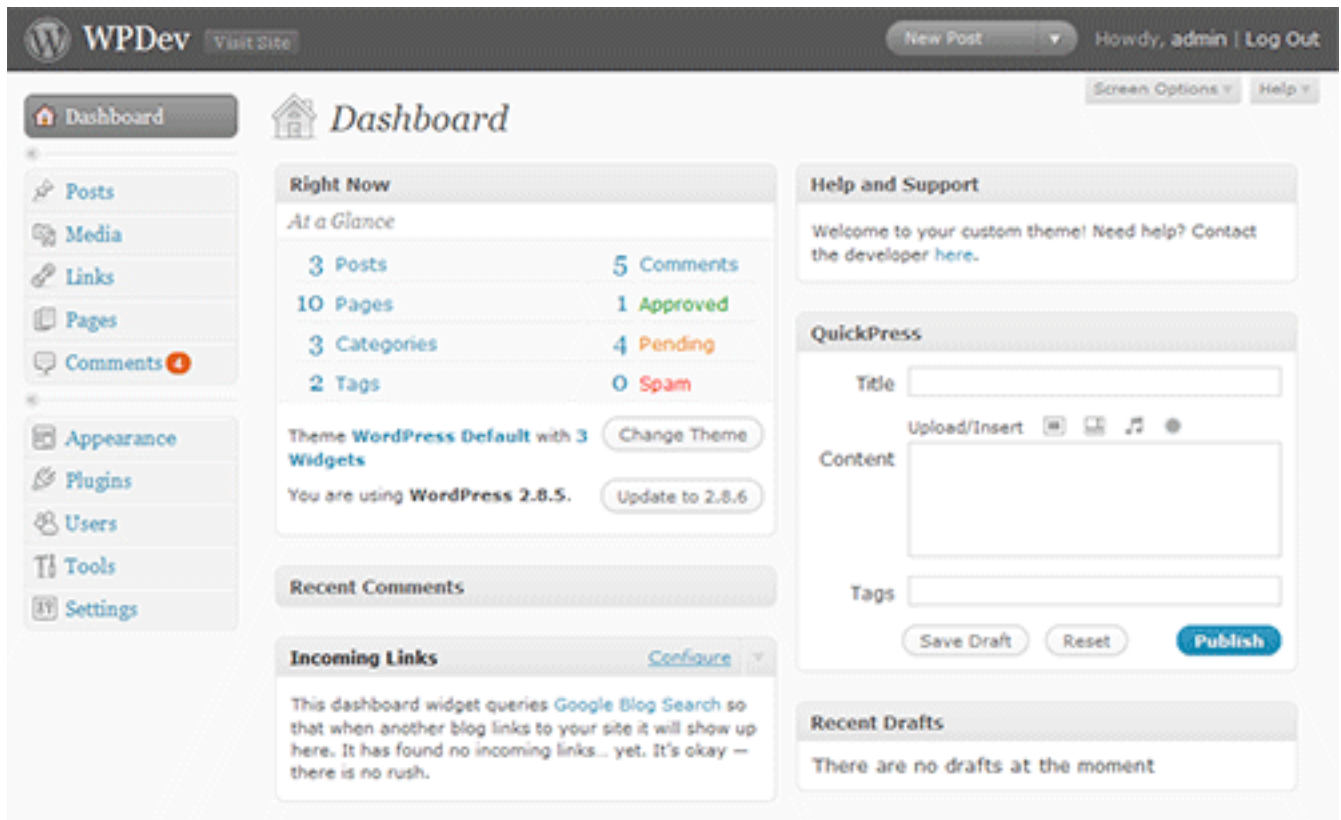 WPDev Visit Site
New Post
Howdy, admin | Log Out
Screen Options Help
Dashboard
Posts
Media
Links
Pages
Comments 4
Appearance
Plugins
Users
Tools
Settings
Dashboard
Right Now
At a Glance
3 Posts 5 Comments
10 Pages 1 Approved
3 Categories 4 Pending
2 Tags 0 Spam
Theme WordPress Default with 3
Widgets
Change Theme
You are using WordPress 2.8.5.
Update to 2.8.6
Recent Comments
Incoming Links Configure
This dashboard widget queries Google Blog Search so
that when another blog links to your site it will show up
here. It has found no incoming links... yet. It's okay —
there is no rush.
Help and Support
Welcome to your custom theme! Need help? Contact
the developer here.
QuickPress
Title
Upload/Insert
Content
Tags
Save Draft Reset Publish
Recent Drafts
There are no drafts at the moment